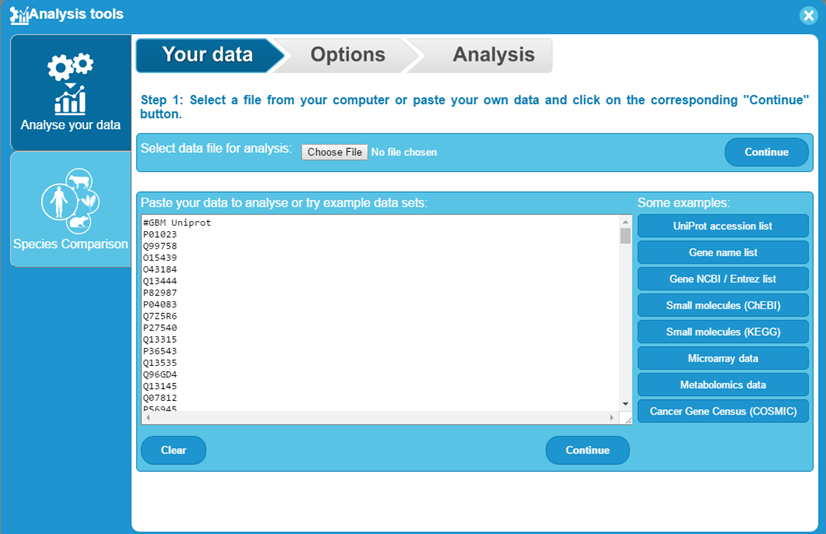 Analysis tools
Analyse your data
Species Comparison
Your data
Options
Analysis
Step 1: Select a file from your computer or paste your own data and click on the corresponding "Continue"
button.
Select data file for analysis:
Choose File
No file chosen
Continue
Paste your data to analyse or try example data sets:
#GBM Uniprot
P01023
Q99758
O15439
O43184
Q13444
P82987
P04083
Q7Z5R6
P27540
Q13315
P36543
Q13535
Q96GD4
Q13145
Q07812
P56945
Clear
Continue
Some examples:
UniProt accession list
Gene name list
Gene NCBI / Entrez list
Small molecules (ChEBI)
Small molecules (KEGG)
Microarray data
Metabolomics data
Cancer Gene Census (COSMIC)